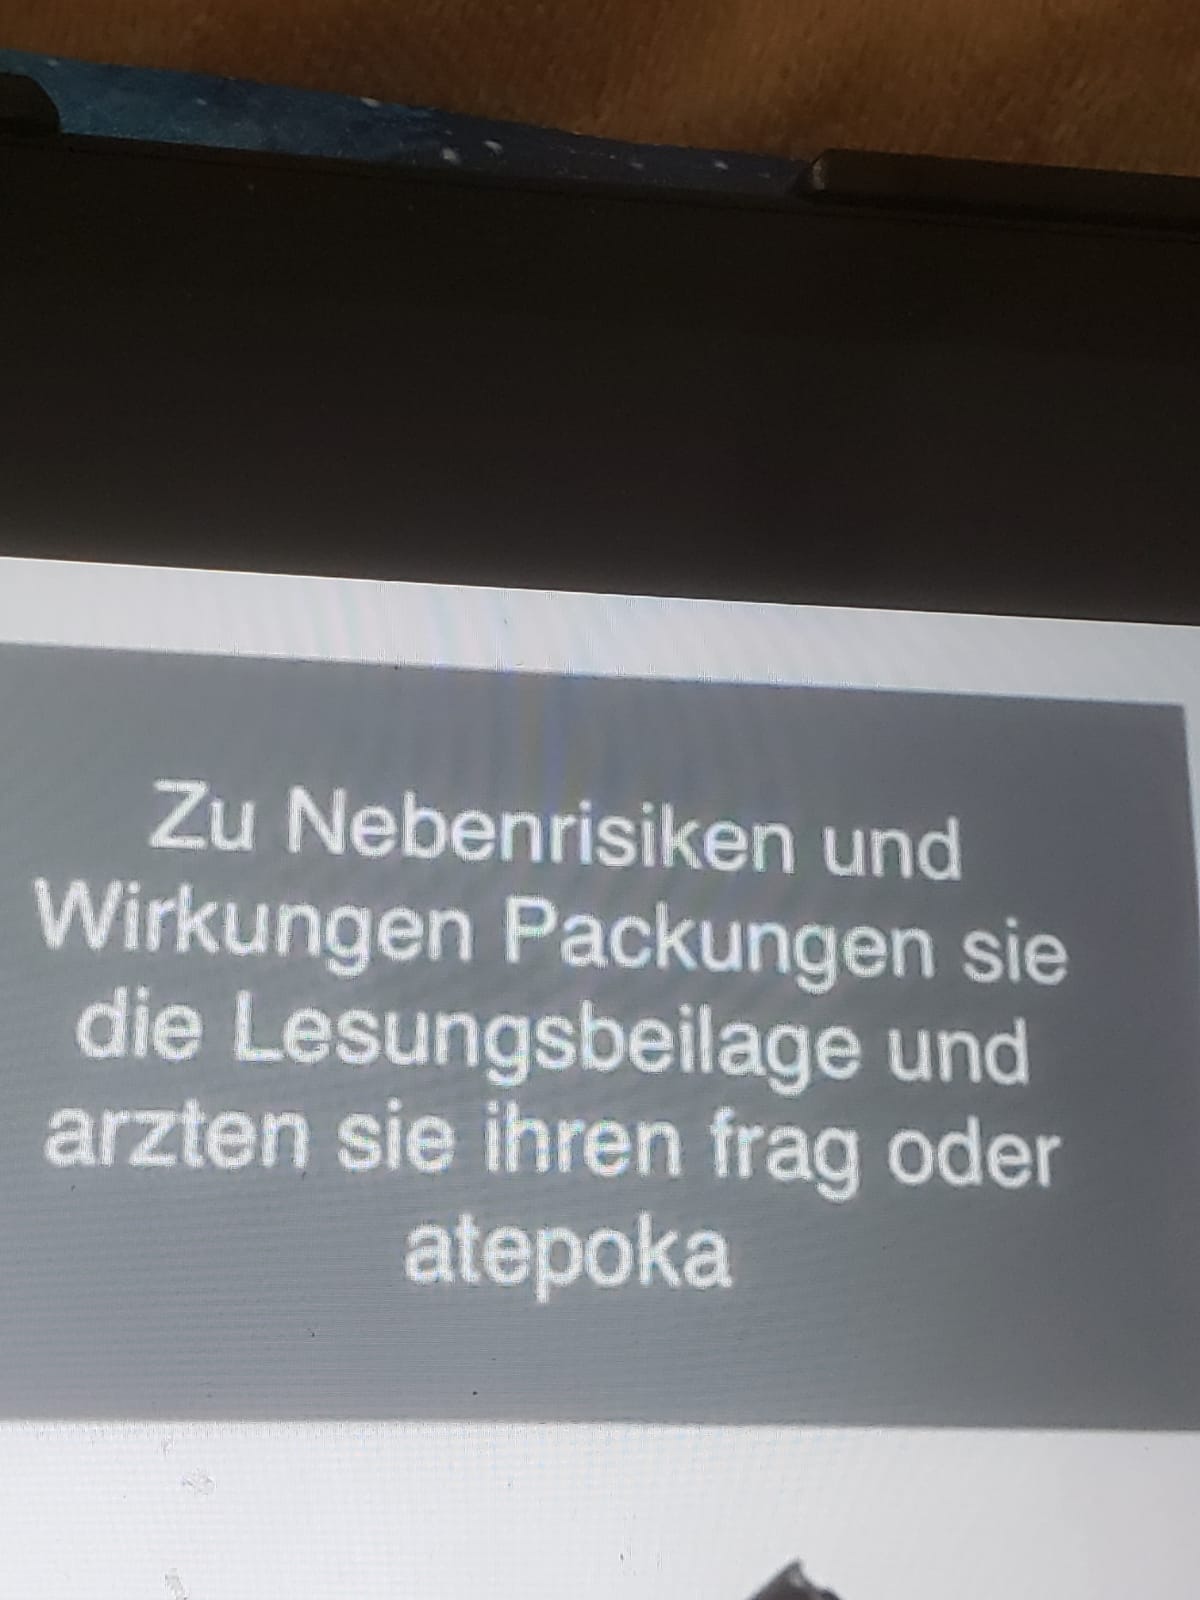 Zu Nebenrisiken und
Wirkungen Packungen sie
die Lesungsbeilage und
arzten sie ihren frag oder
atepoka